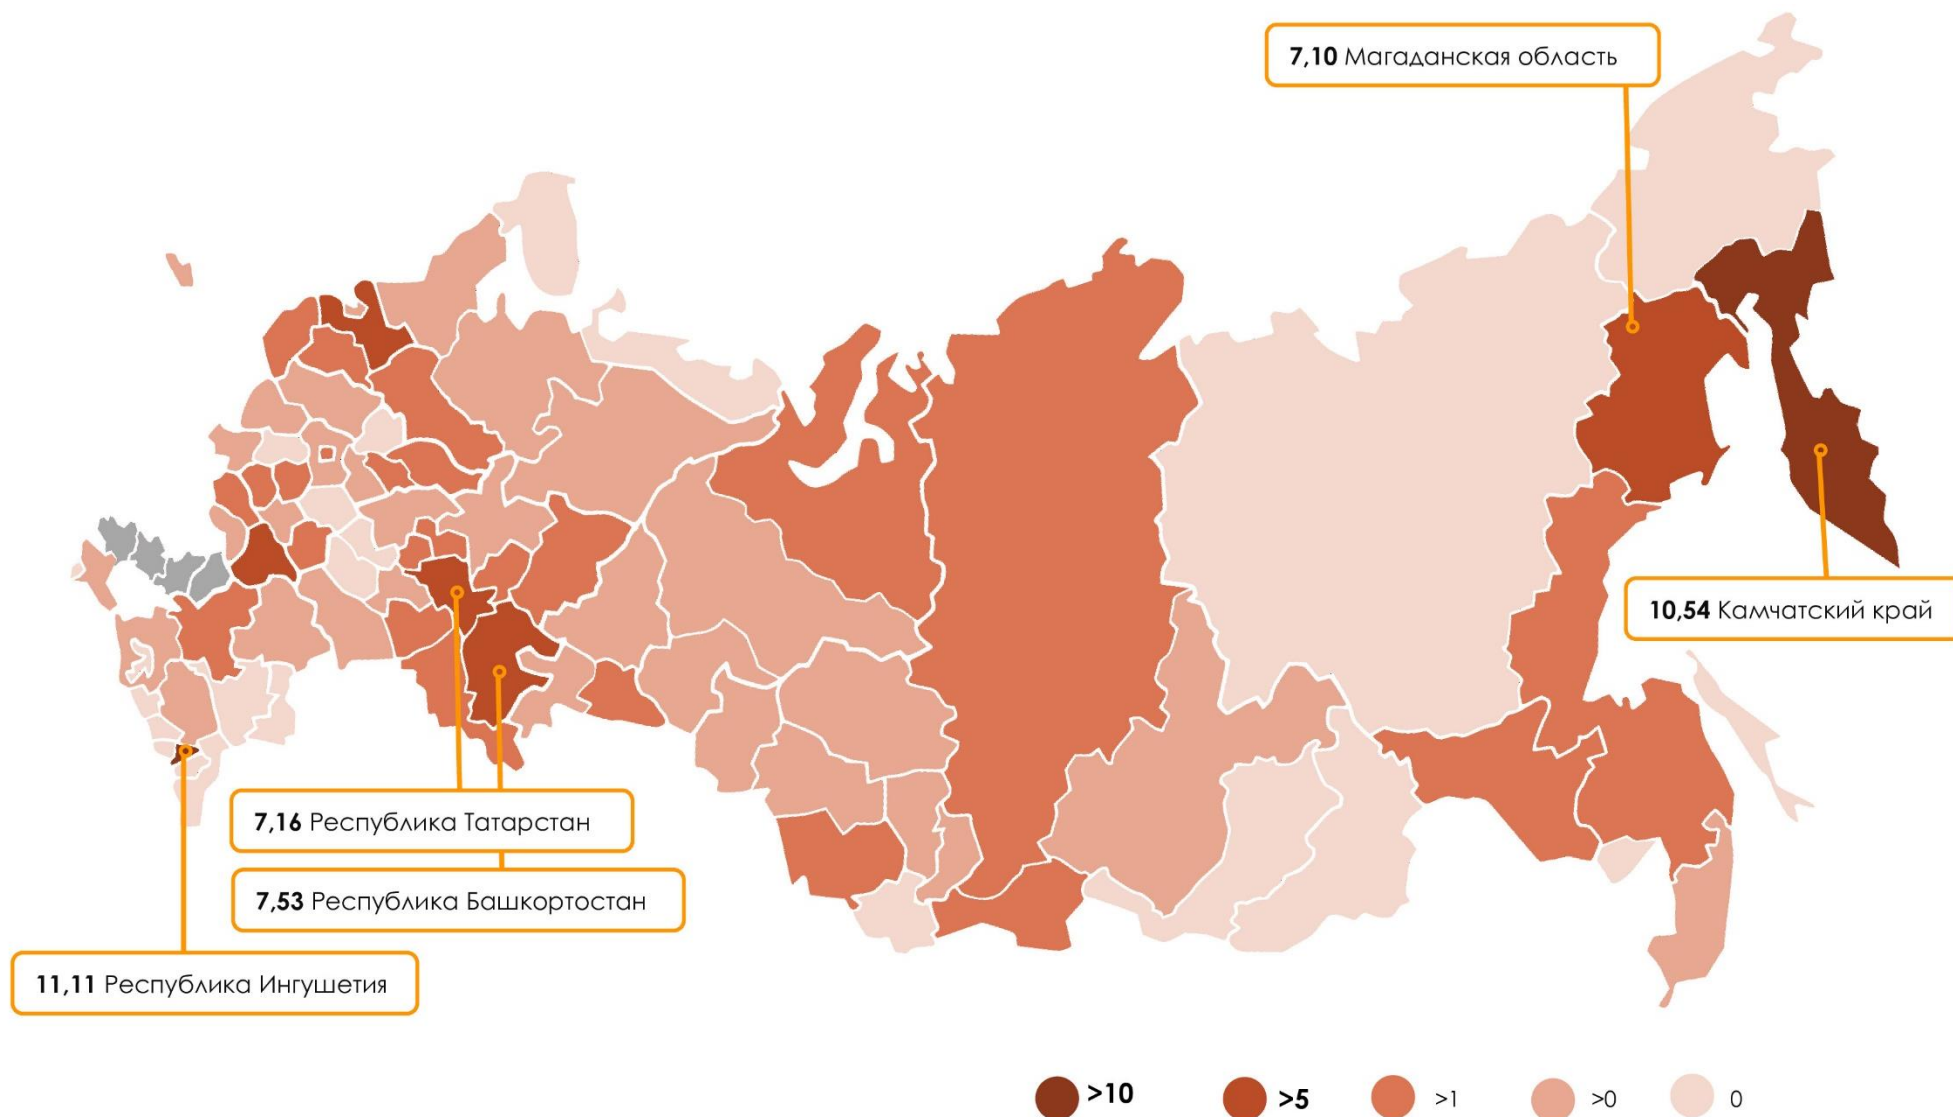 7,10 Магаданская область
10,54 Камчатский край
7,16 Республика Татарстан
7,53 Республика Башкортостан
11,11 Республика Ингушетия
>10 >5 >1 >0 0